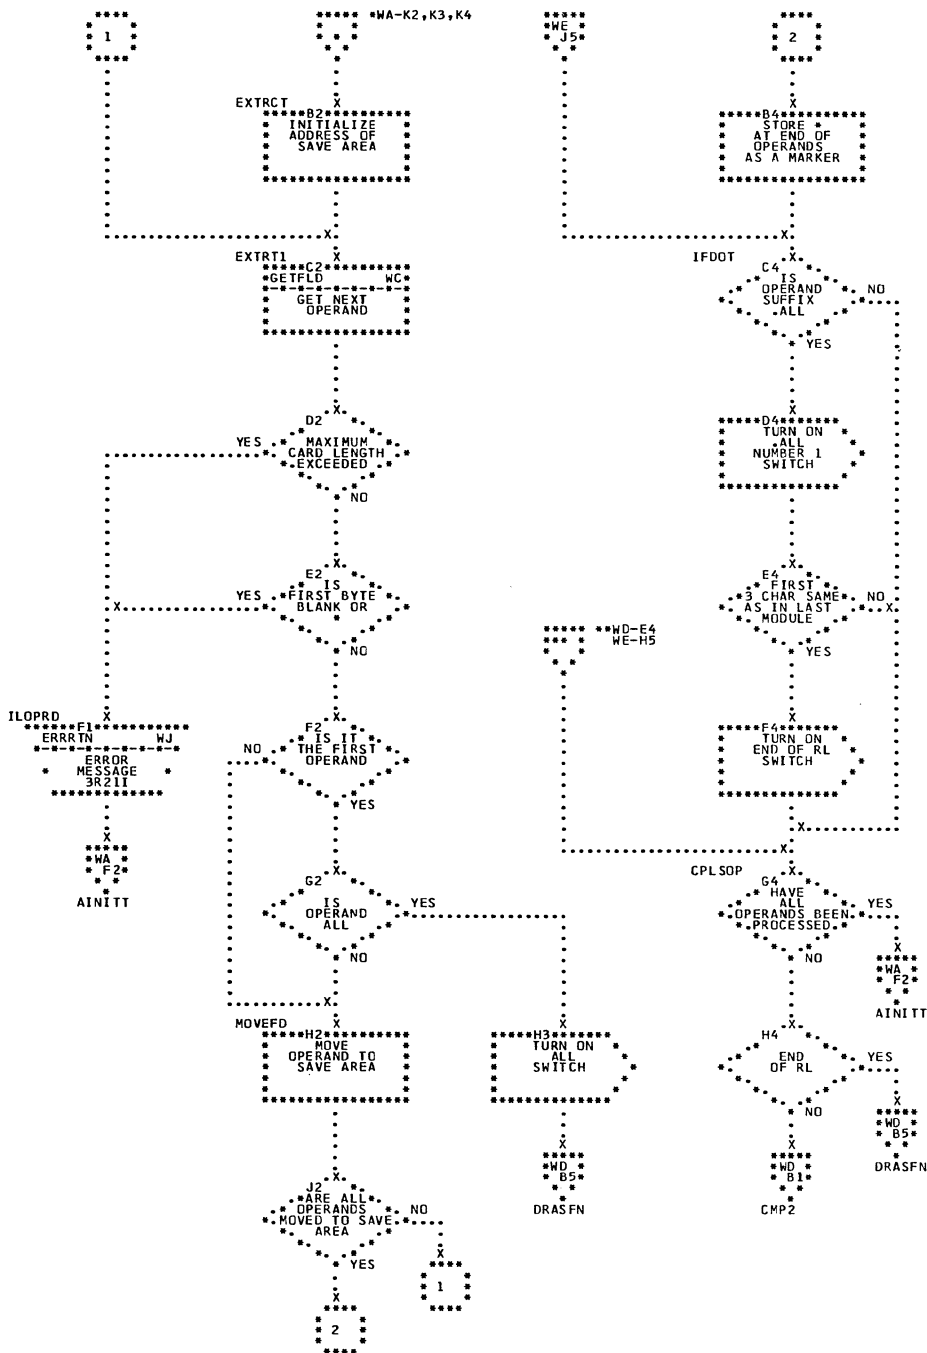 1
*WA-K2,K3,K4
*
WE
J5
2
EXTRCT
B2
INITIALIZE
ADDRESS OF
SAVE AREA
B4
STORE *
AT END OF
OPERANDS
AS A MARKER
EXTRT1
C2
GETFLD WC
GET NEXT
OPERAND
IFDOT
C4
IS
OPERAND
SUFFIX
.ALL
NO
YES
D2
MAXIMUM
CARD LENGTH
EXCEEDED
YES
NO
D4
TURN ON
.ALL
NUMBER 1
SWITCH
E2
IS
FIRST BYTE
BLANK OR
*
YES
NO
E4
FIRST
3 CHAR SAME
AS IN LAST
MODULE
NO
YES
**WD-E4
WE-H5
ILOPRD
F1
ERRRTN WJ
ERROR
MESSAGE
3R21I
F2
IS IT
THE FIRST
OPERAND
NO
YES
F4
TURN ON
END OF RL
SWITCH
WA
F2
AINITT
G2
IS
OPERAND
ALL
YES
NO
CPLSOP
G4
HAVE
ALL
OPERANDS BEEN
PROCESSED
YES
NO
WA
F2
AINITT
MOVEFD
H2
MOVE
OPERAND TO
SAVE AREA
H3
TURN ON
ALL
SWITCH
H4
END
OF RL
YES
NO
WD
B5
DRASFN
WD
B1
CMP2
WD
B5
DRASFN
J2
ARE ALL
OPERANDS
MOVED TO SAVE
AREA
NO
YES
1
2